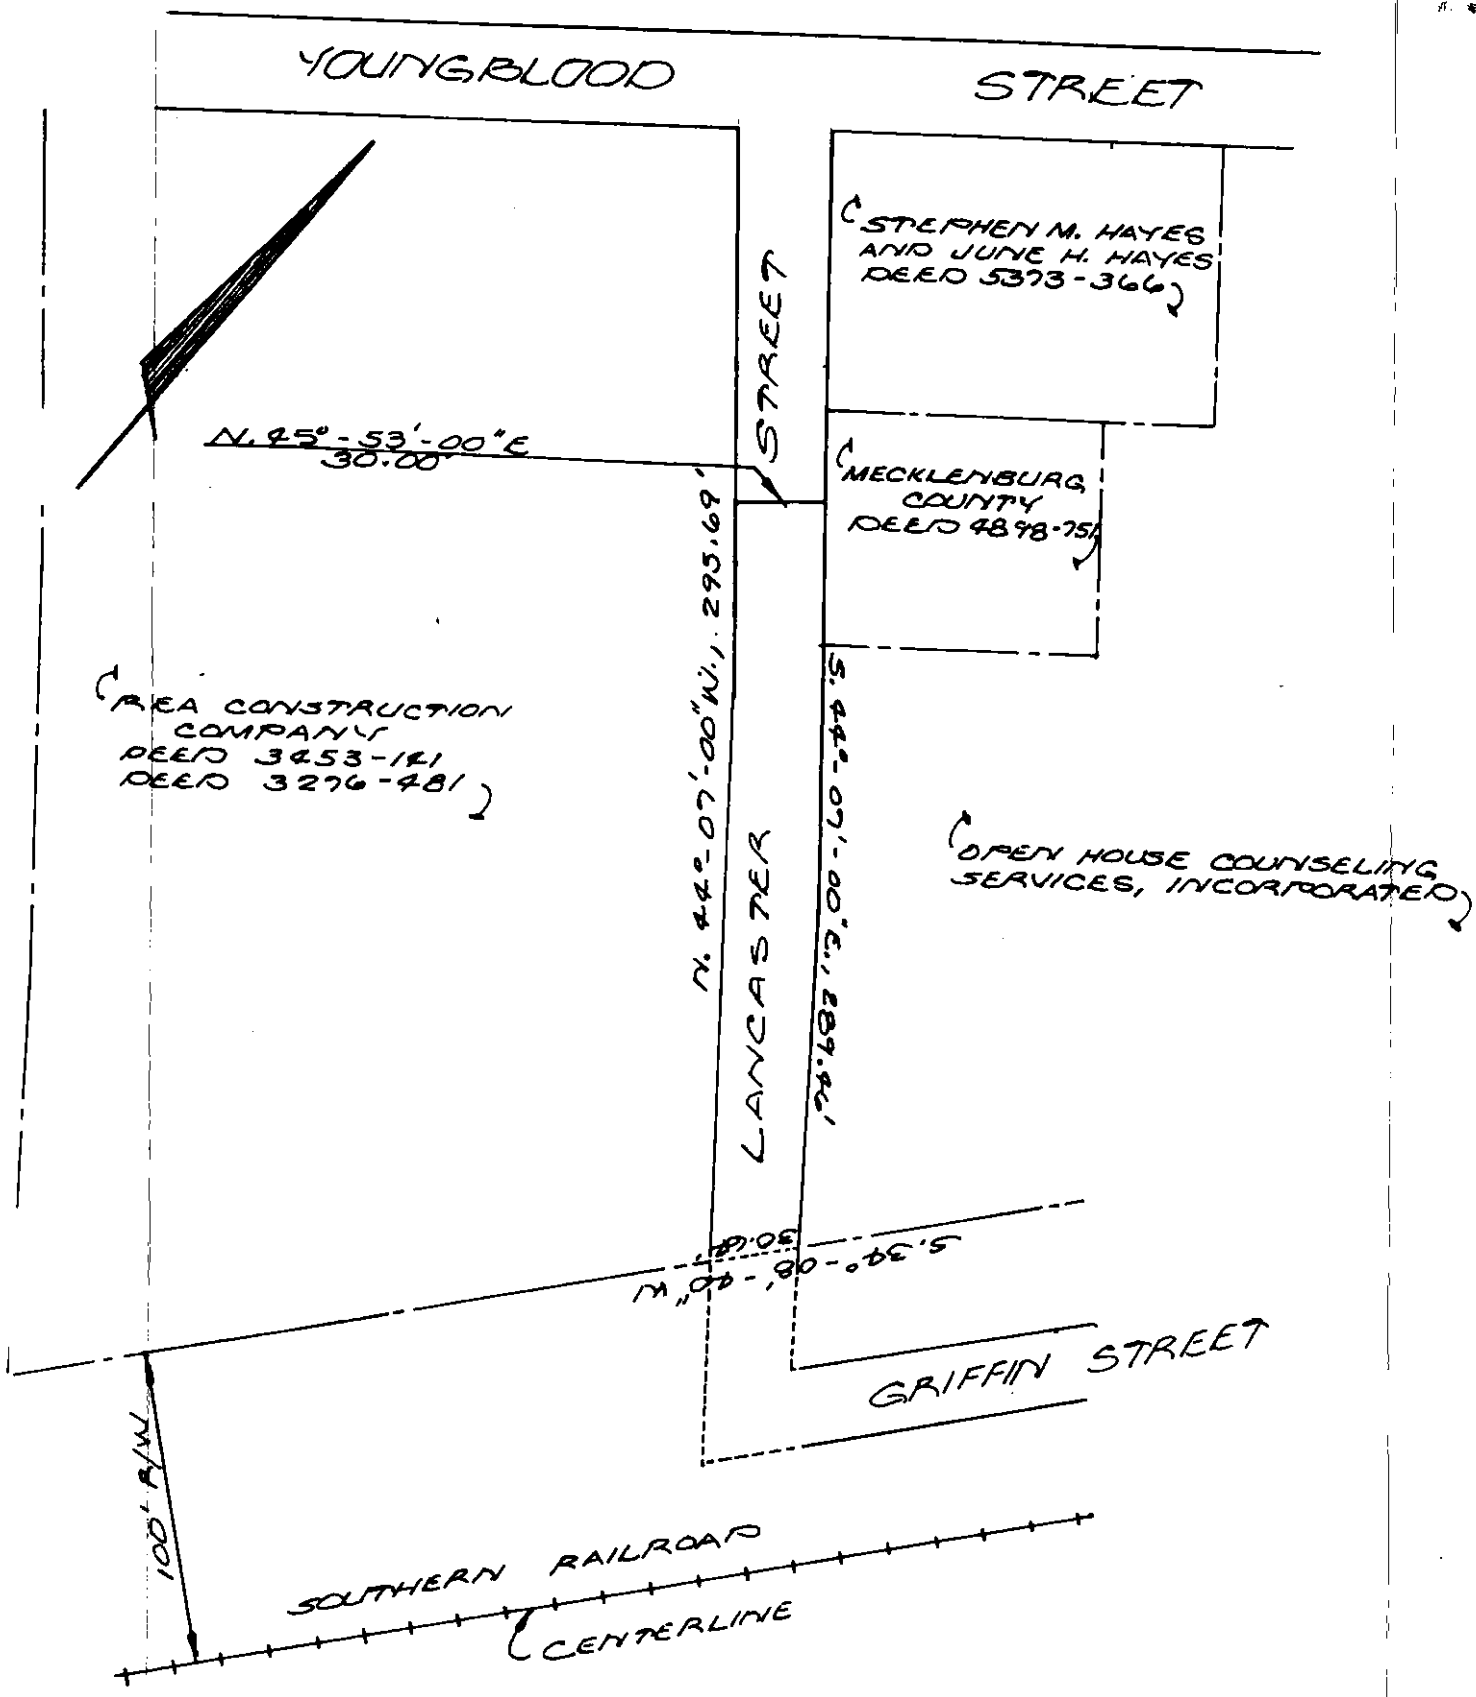 YOUNGBLOOD STREET
STEPHEN M. HAYES
AND JUNE H. HAYES
DEED 5373-366
STREET
N. 45°-53'-00"E
30.00'
MECKLENBURG
COUNTY
DEED 4898-751
N. 44°-07'-00"W., 295.69'
S. 44°-07'-00"E., 289.46'
REA CONSTRUCTION
COMPANY
DEED 3453-141
DEED 3276-481
LANCASTER
OPEN HOUSE COUNSELING
SERVICES, INCORPORATED
S. 34°-08'-40" W
30.64'
GRIFFIN STREET
100' R/W
SOUTHERN RAILROAD
CENTERLINE